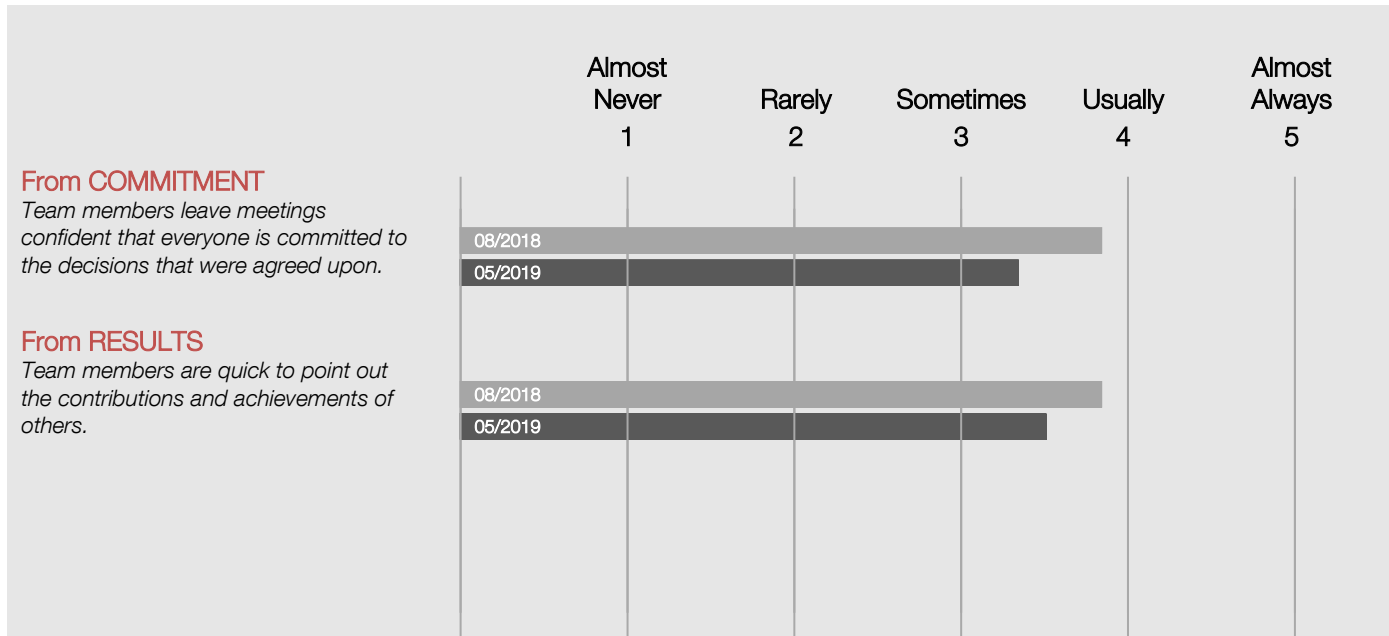 Almost
Never
Rarely
Sometimes
Usually
Almost
Always
1
2
3
4
5
From COMMITMENT
Team members leave meetings
confident that everyone is committed to
the decisions that were agreed upon.
08/2018
05/2019
From RESULTS
Team members are quick to point out
the contributions and achievements of
others.
08/2018
05/2019